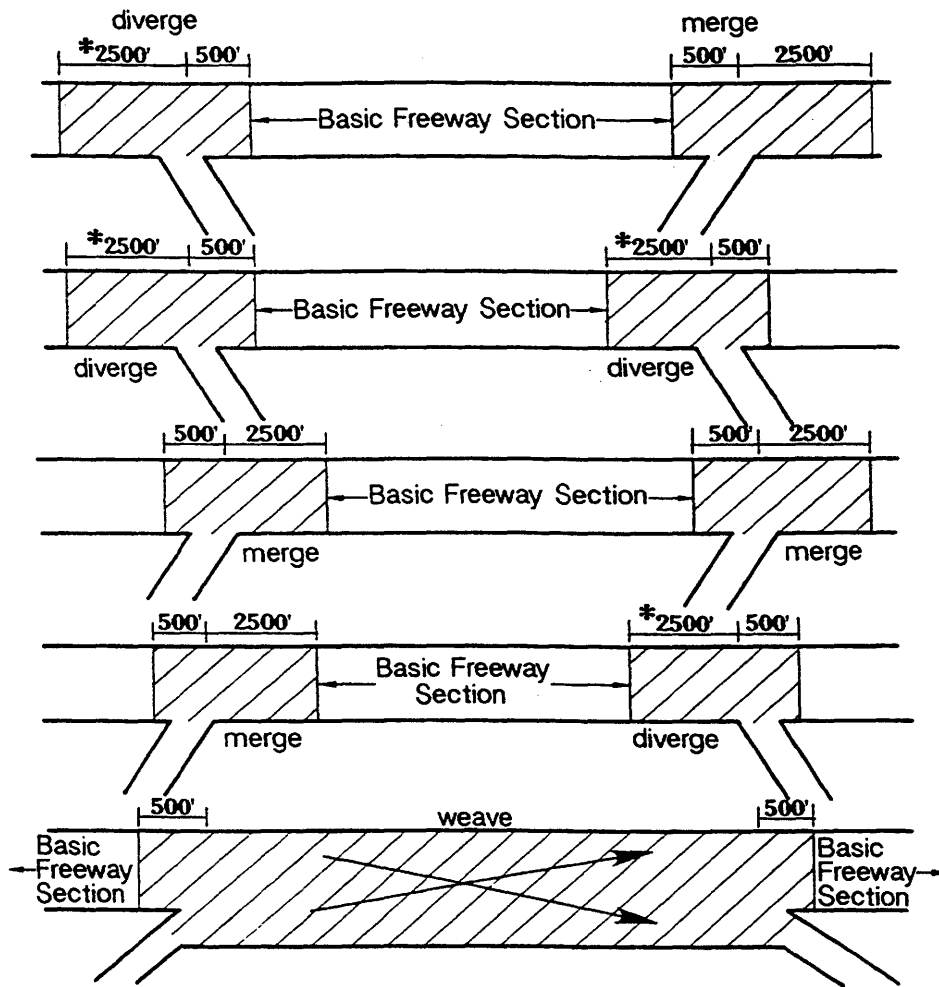 diverge merge
*2500' 500' 500' 2500'
Basic Freeway Section
*2500' 500' *2500' 500'
Basic Freeway Section
diverge diverge
500' 2500' 500' 2500'
Basic Freeway Section
merge merge
500' 2500' *2500' 500'
Basic Freeway
Section
merge diverge
500' weave 500'
Basic
Freeway
Section
Basic
Freeway
Section